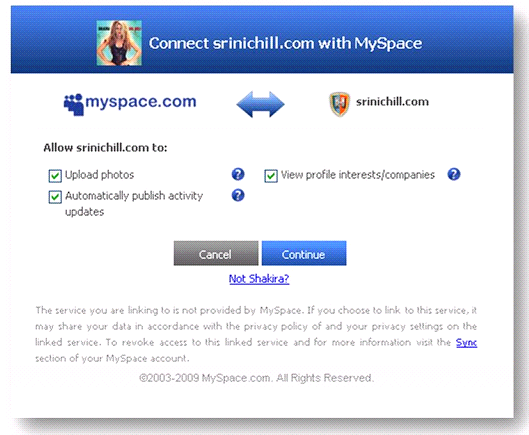 Connect srinichill.com with MySpace
myspace.com
srinichill.com
Allow srinichill.com to:
Upload photos
View profile interests/companies
Automatically publish activity
updates
Cancel
Continue
Not Shakira?
The service you are linking to is not provided by MySpace. If you choose to link to this service, it
may share your data in accordance with the privacy policy of and your privacy settings on the
linked service. To revoke access to this linked service and for more information visit the Sync
section of your MySpace account.
©2003-2009 MySpace.com. All Rights Reserved.